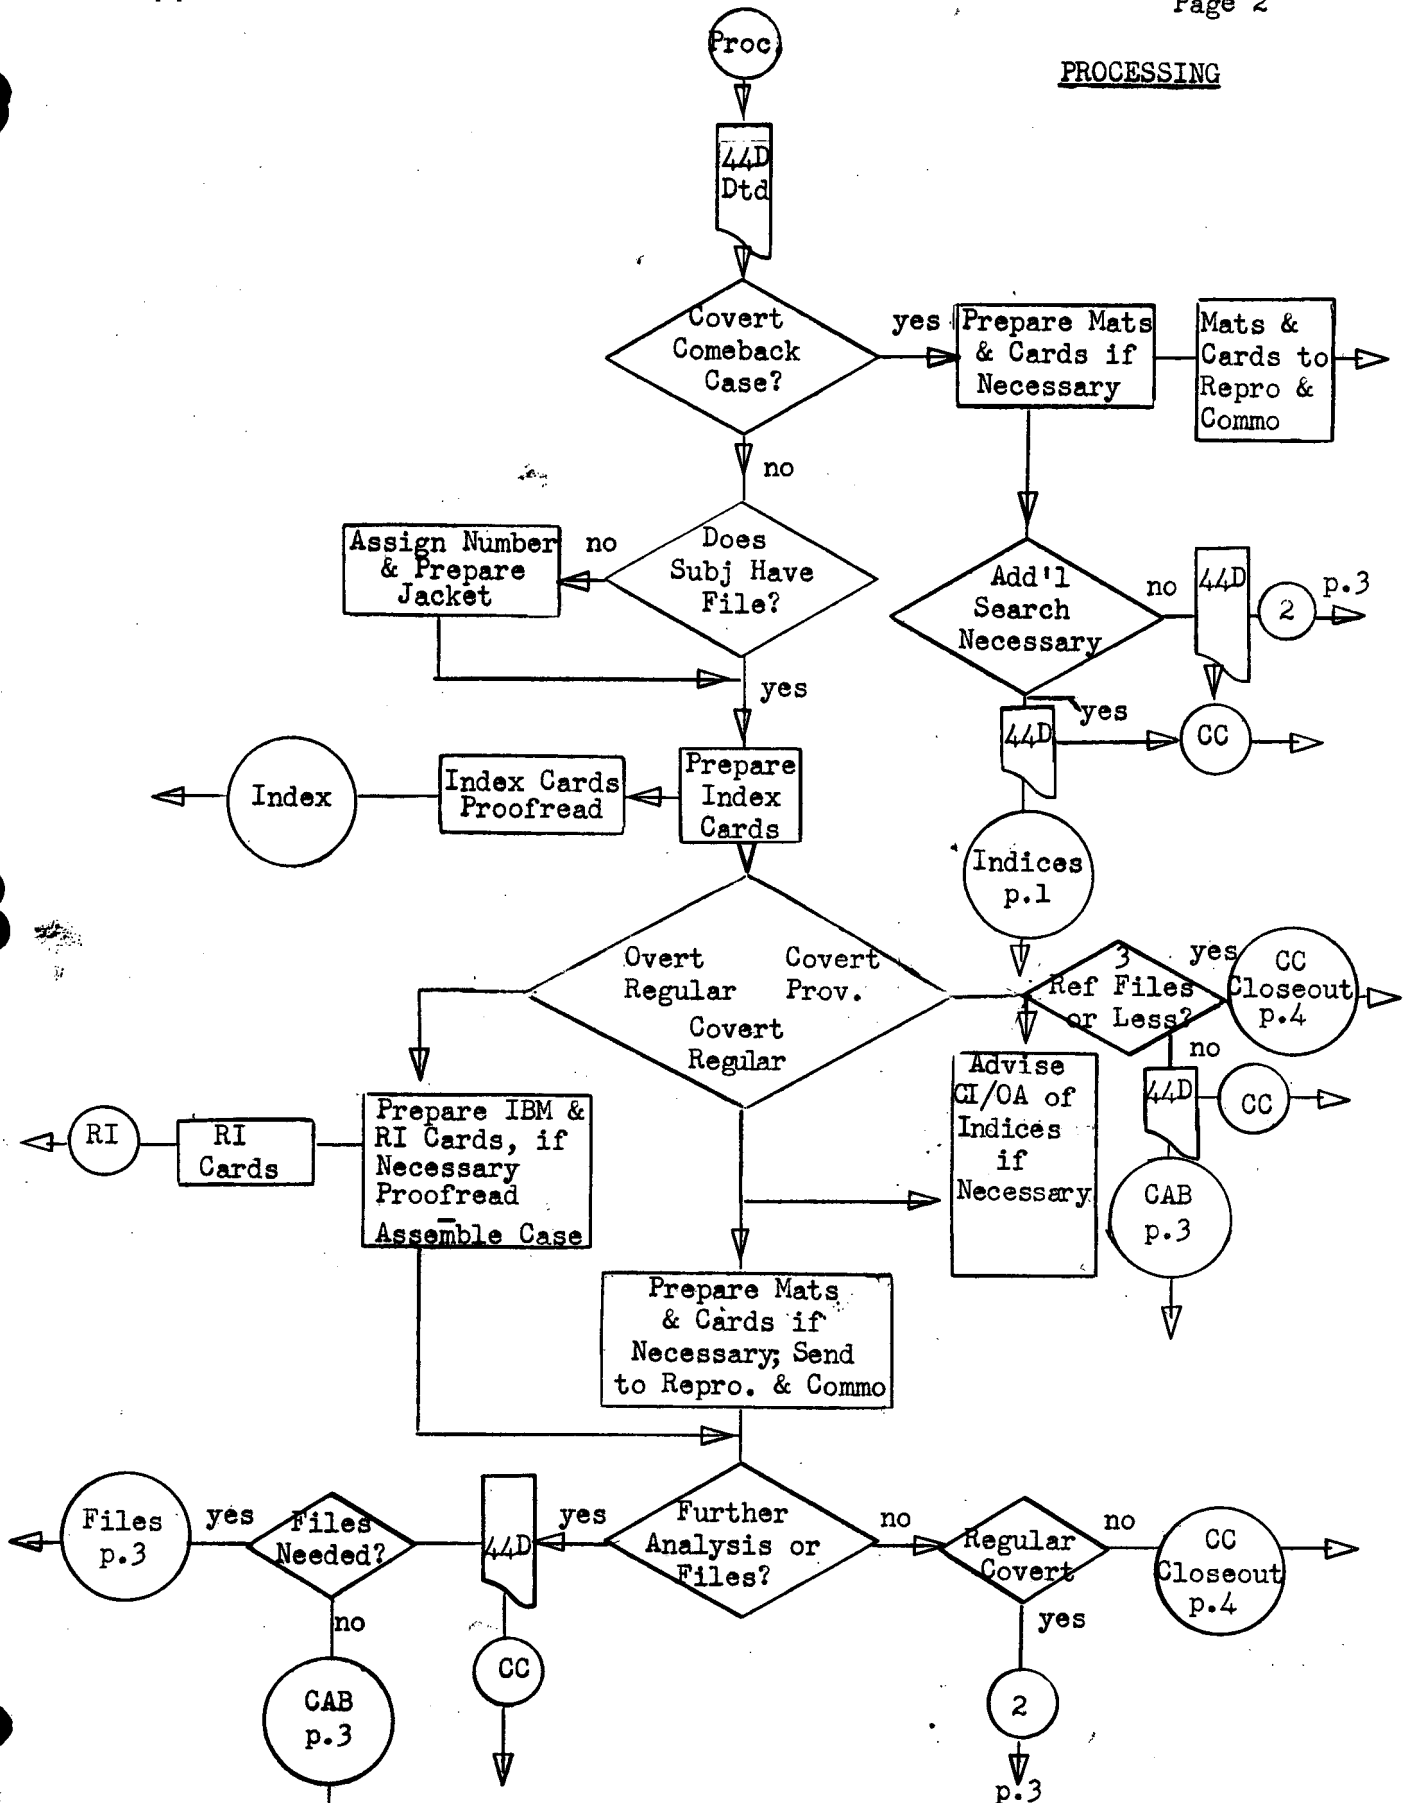 Page 2
PROCESSING
Proc.
44D
Dtd
Covert
Comeback
Case?
yes
Prepare Mats
& Cards if
Necessary
Mats &
Cards to
Repro &
Commo
no
Does
Subj Have
File?
no
Assign Number
& Prepare
Jacket
yes
Add'l
Search
Necessary
no
44D
2
p.3
yes
44D
CC
Indices
p.1
Prepare
Index
Cards
Index Cards
Proofread
Index
Overt
Regular
Covert
Prov.
Covert
Regular
3
Ref Files
or Less?
yes
CC
Closeout
p.4
no
44D
CC
CAB
p.3
Advise
CI/OA of
Indices
if
Necessary
Prepare IBM &
RI Cards, if
Necessary
Proofread
Assemble Case
RI
Cards
RI
Prepare Mats
& Cards if
Necessary; Send
to Repro. & Commo
Further
Analysis or
Files?
yes
44D
CC
Files
Needed?
yes
Files
p.3
no
CAB
p.3
no
Regular
Covert
no
CC
Closeout
p.4
yes
2
p.3